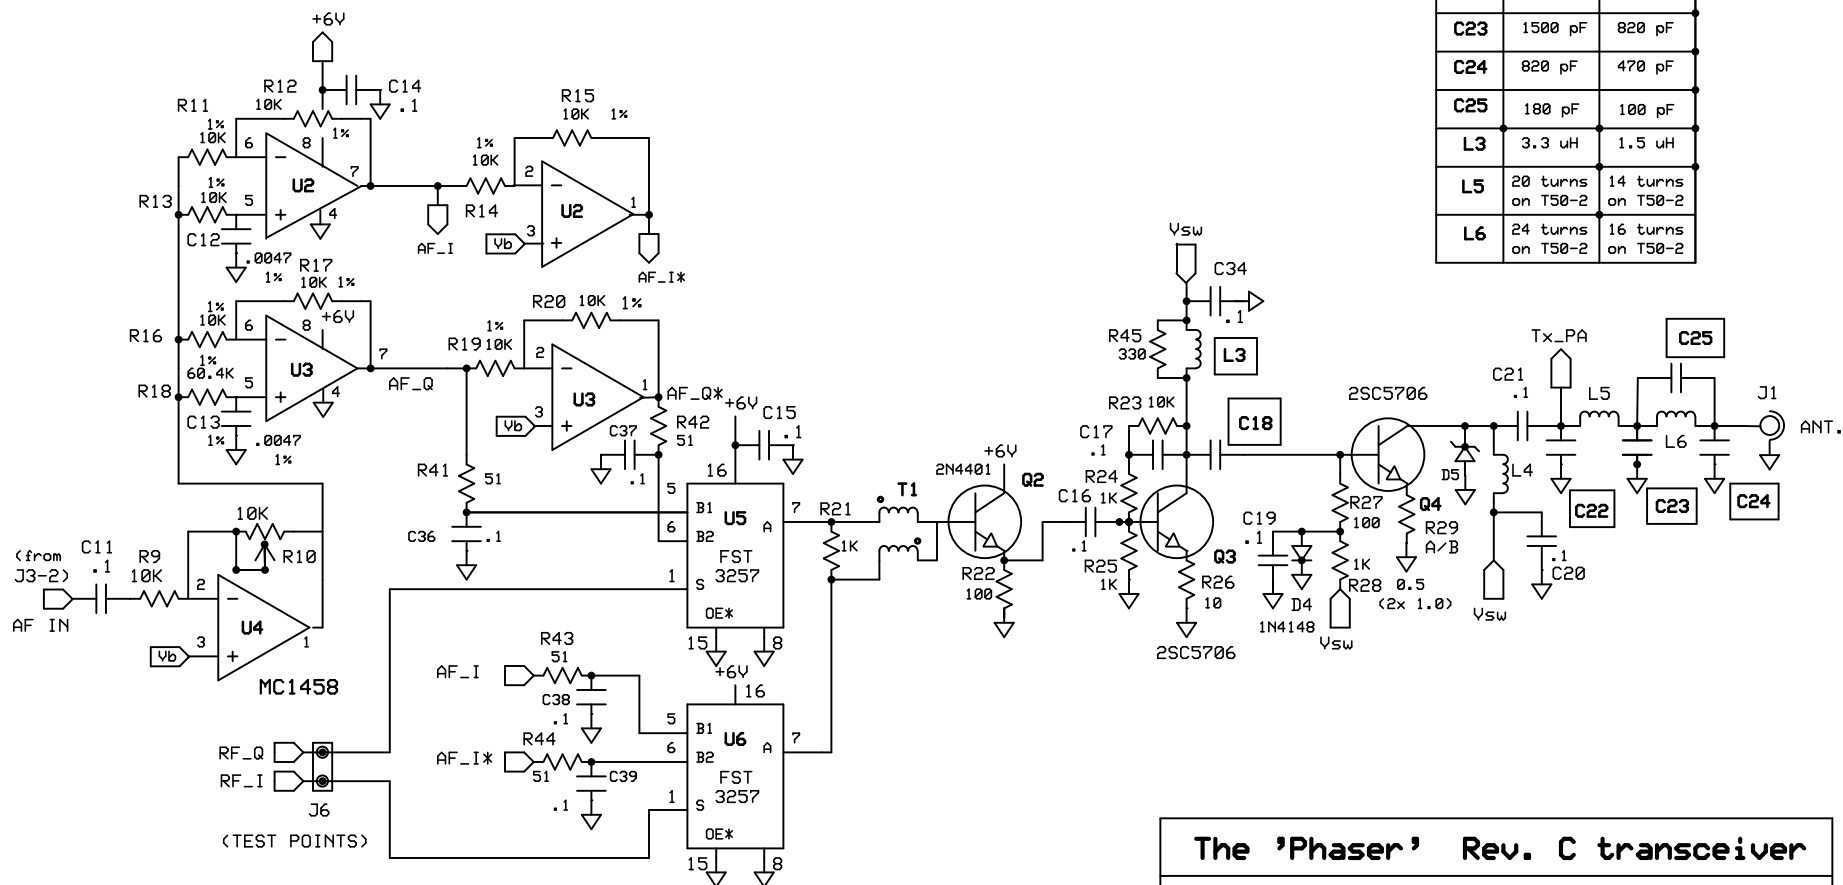 +6V
R12
10K
C14
.1
R11
1%
10K
1%
6
8
7
U2
R13
1%
10K
5
4
C12
.0047
1%
AF_I
1%
10K
R14
R15
10K 1%
2
1
U2
Vb
3
AF_I*
R17
10K 1%
+6V
R16
1%
10K
6
8
7
U3
R18
1%
60.4K
5
4
C13
1%
.0047
1%
AF_Q
R19
1%
10K
R20 10K 1%
2
1
U3
Vb
3
AF_Q*
R42
51
C37
.1
+6V
C15
.1
16
R41
51
C36
.1
5
B1
U5
A
7
6
B2
FST
3257
1
S
OE*
15
8
10K
R10
(from
J3-2)
C11
.1
R9
10K
AF IN
2
U4
1
Vb
3
MC1458
R21
1K
T1
2N4401
+6V
Q2
R22
100
C16
.1
Vsw
C34
.1
R45
330
L3
R23 10K
C17
.1
C18
R24
1K
R25
1K
Q3
R26
10
2SC5706
C19
.1
D4
1N4148
R27
100
1K
R28
Vsw
2SC5706
Q4
R29
A/B
0.5
(2x 1.0)
D5
L4
.1
C20
Vsw
C21
.1
Tx_PA
L5
C25
L6
J1
ANT.
C22
C23
C24
AF_I
R43
51
C38
.1
AF_I*
R44
51
C39
.1
+6V
16
5
B1
U6
A
7
6
B2
FST
3257
1
S
OE*
15
8
RF_Q
RF_I
J6
(TEST POINTS)
C23 1500 pF 820 pF
C24 820 pF 470 pF
C25 180 pF 100 pF
L3 3.3 uH 1.5 uH
L5 20 turns on T50-2 14 turns on T50-2
L6 24 turns on T50-2 16 turns on T50-2
The 'Phaser' Rev. C transceiver